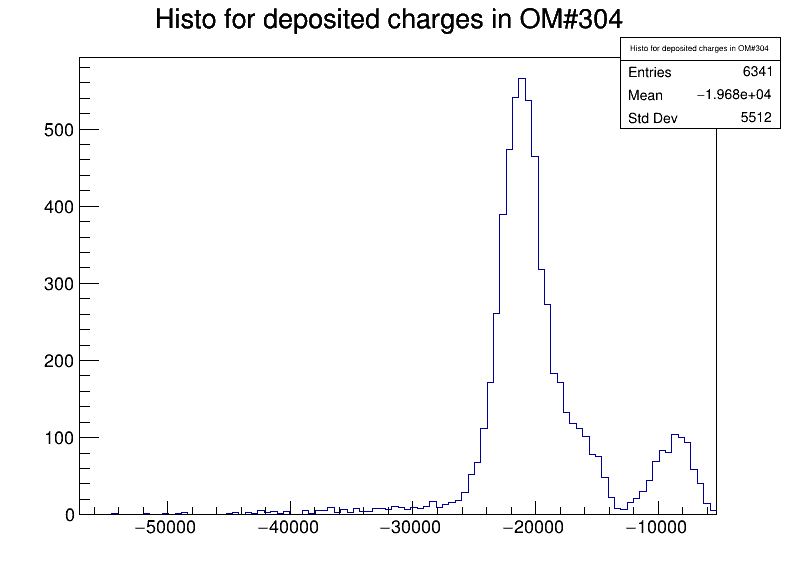 Histo for deposited charges in OM#304
Histo for deposited charges in OM#304
Entries 6341
Mean −1.968e+04
Std Dev 5512
500
400
300
200
100
0
−50000 −40000 −30000 −20000 −10000